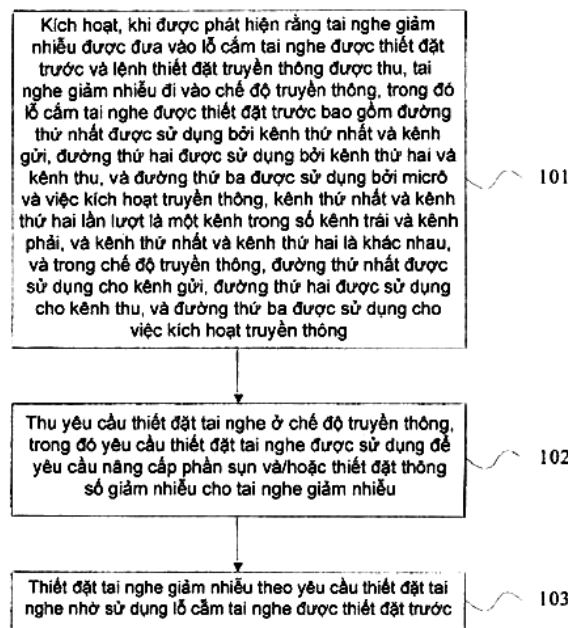 Kích hoạt, khi được phát hiện rằng tai nghe giảm
nhiễu được đưa vào lỗ cắm tai nghe được thiết đặt
trước và lệnh thiết đặt truyền thông được thu, tai
nghe giảm nhiễu đi vào chế độ truyền thông, trong đó
lỗ cắm tai nghe được thiết đặt trước bao gồm đường
thứ nhất được sử dụng bởi kênh thứ nhất và kênh
gửi, đường thứ hai được sử dụng bởi kênh thứ hai và
kênh thu, và đường thứ ba được sử dụng bởi micrô
và việc kích hoạt truyền thông, kênh thứ nhất và kênh
thứ hai lần lượt là một kênh trong số kênh trái và kênh
phải, và kênh thứ nhất và kênh thứ hai là khác nhau,
và trong chế độ truyền thông, đường thứ nhất được
sử dụng cho kênh gửi, đường thứ hai được sử dụng
cho kênh thu, và đường thứ ba được sử dụng cho
việc kích hoạt truyền thông
101
Thu yêu cầu thiết đặt tai nghe ở chế độ truyền thông,
trong đó yêu cầu thiết đặt tai nghe được sử dụng để
yêu cầu nâng cấp phần sụn và/hoặc thiết đặt thông
số giảm nhiễu cho tai nghe giảm nhiễu
102
Thiết đặt tai nghe giảm nhiễu theo yêu cầu thiết đặt tai
nghe nhờ sử dụng lỗ cắm tai nghe được thiết đặt trước
103